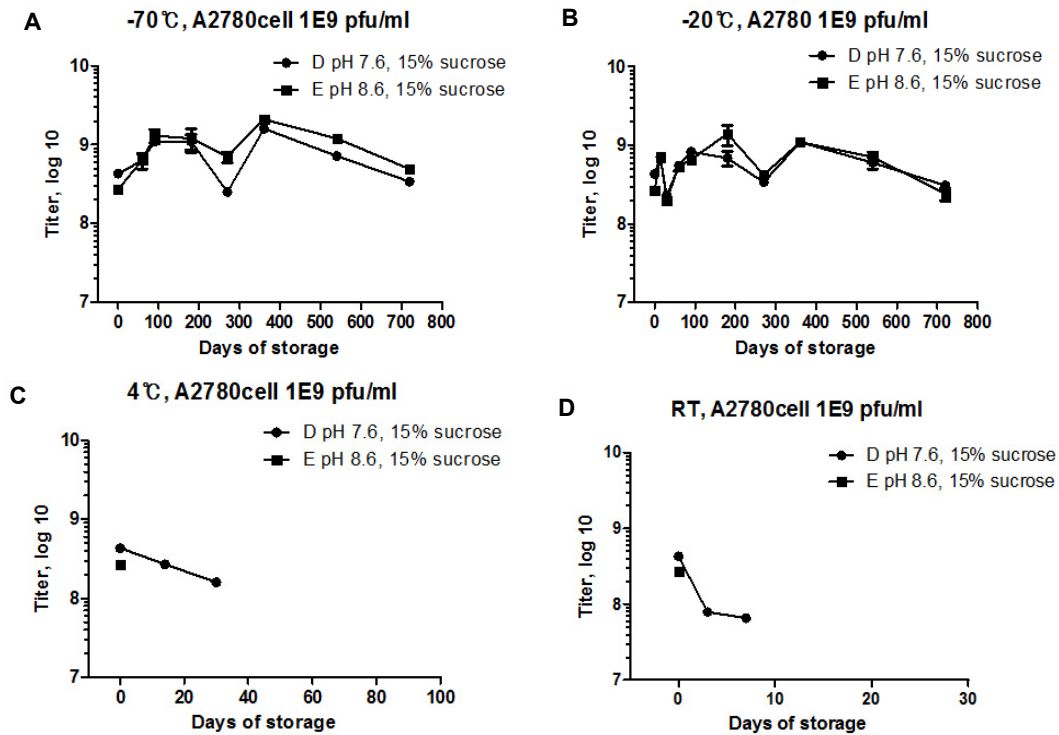 A
-70℃, A2780cell 1E9 pfu/ml
D pH 7.6, 15% sucrose
E pH 8.6, 15% sucrose
Titer, log 10
10
9
8
7
0 100 200 300 400 500 600 700 800
Days of storage
B
-20℃, A2780 1E9 pfu/ml
D pH 7.6, 15% sucrose
E pH 8.6, 15% sucrose
Titer, log 10
10
9
8
7
0 100 200 300 400 500 600 700 800
Days of storage
C
4℃, A2780cell 1E9 pfu/ml
D pH 7.6, 15% sucrose
E pH 8.6, 15% sucrose
Titer, log 10
10
9
8
7
0 20 40 60 80 100
Days of storage
D
RT, A2780cell 1E9 pfu/ml
D pH 7.6, 15% sucrose
E pH 8.6, 15% sucrose
Titer, log 10
10
9
8
7
0 10 20 30
Days of storage